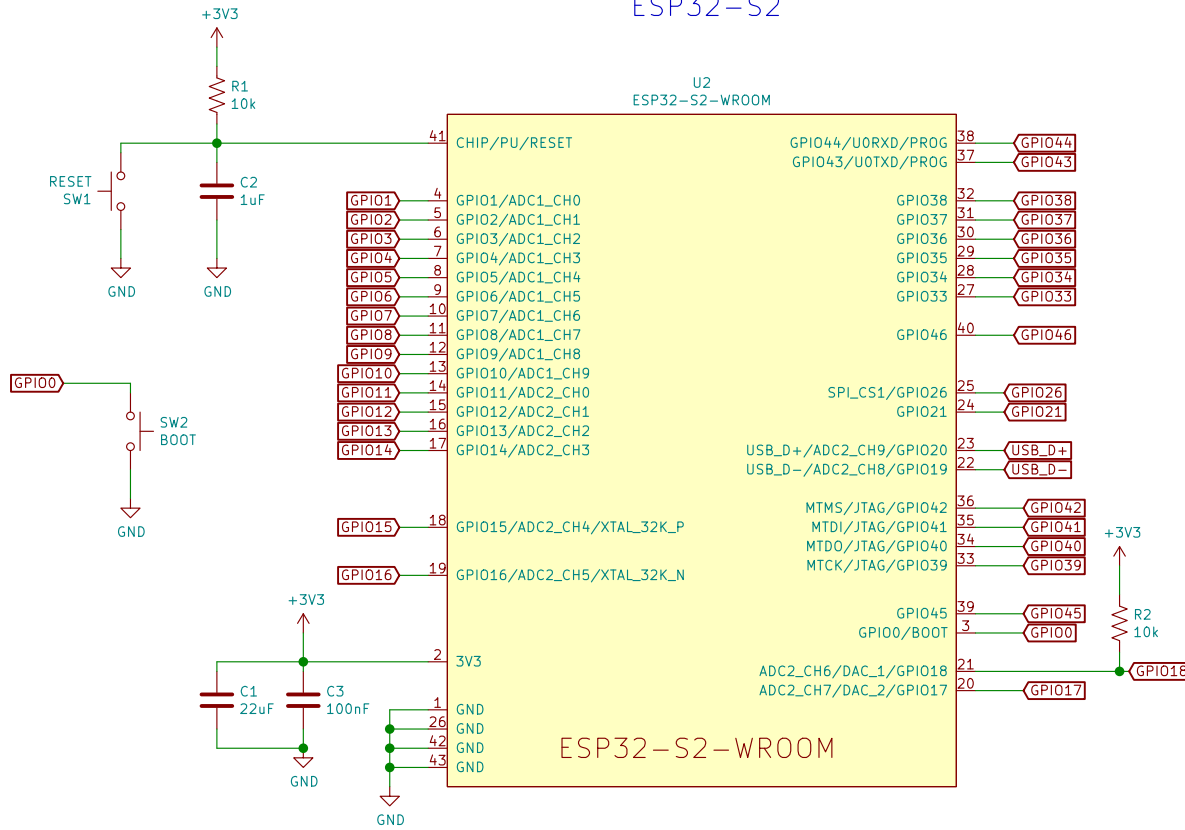 ESP32-S2
+3V3
R1
10k
U2
ESP32-S2-WROOM
41 CHIP/PU/RESET
RESET
SW1
C2
1uF
GND
GND
GPIO1 4 GPIO1/ADC1_CH0
GPIO2 5 GPIO2/ADC1_CH1
GPIO3 6 GPIO3/ADC1_CH2
GPIO4 7 GPIO4/ADC1_CH3
GPIO5 8 GPIO5/ADC1_CH4
GPIO6 9 GPIO6/ADC1_CH5
GPIO7 10 GPIO7/ADC1_CH6
GPIO8 11 GPIO8/ADC1_CH7
GPIO9 12 GPIO9/ADC1_CH8
GPIO10 13 GPIO10/ADC1_CH9
GPIO11 14 GPIO11/ADC2_CH0
GPIO12 15 GPIO12/ADC2_CH1
GPIO13 16 GPIO13/ADC2_CH2
GPIO14 17 GPIO14/ADC2_CH3
GPIO0
SW2
BOOT
GND
GPIO15 18 GPIO15/ADC2_CH4/XTAL_32K_P
GPIO16 19 GPIO16/ADC2_CH5/XTAL_32K_N
+3V3
2 3V3
C1
22uF
C3
100nF
GND
1 GND
26 GND
42 GND
43 GND
GND
ESP32-S2-WROOM
GPIO44/U0RXD/PROG 38 GPIO44
GPIO43/U0TXD/PROG 37 GPIO43
GPIO38 32 GPIO38
GPIO37 31 GPIO37
GPIO36 30 GPIO36
GPIO35 29 GPIO35
GPIO34 28 GPIO34
GPIO33 27 GPIO33
GPIO46 40 GPIO46
SPI_CS1/GPIO26 25 GPIO26
GPIO21 24 GPIO21
USB_D+/ADC2_CH9/GPIO20 23 USB_D+
USB_D-/ADC2_CH8/GPIO19 22 USB_D-
MTMS/JTAG/GPIO42 36 GPIO42
MTDI/JTAG/GPIO41 35 GPIO41
MTDO/JTAG/GPIO40 34 GPIO40
MTCK/JTAG/GPIO39 33 GPIO39
+3V3
R2
10k
GPIO45 39 GPIO45
GPIO0/BOOT 3 GPIO0
ADC2_CH6/DAC_1/GPIO18 21 GPIO18
ADC2_CH7/DAC_2/GPIO17 20 GPIO17